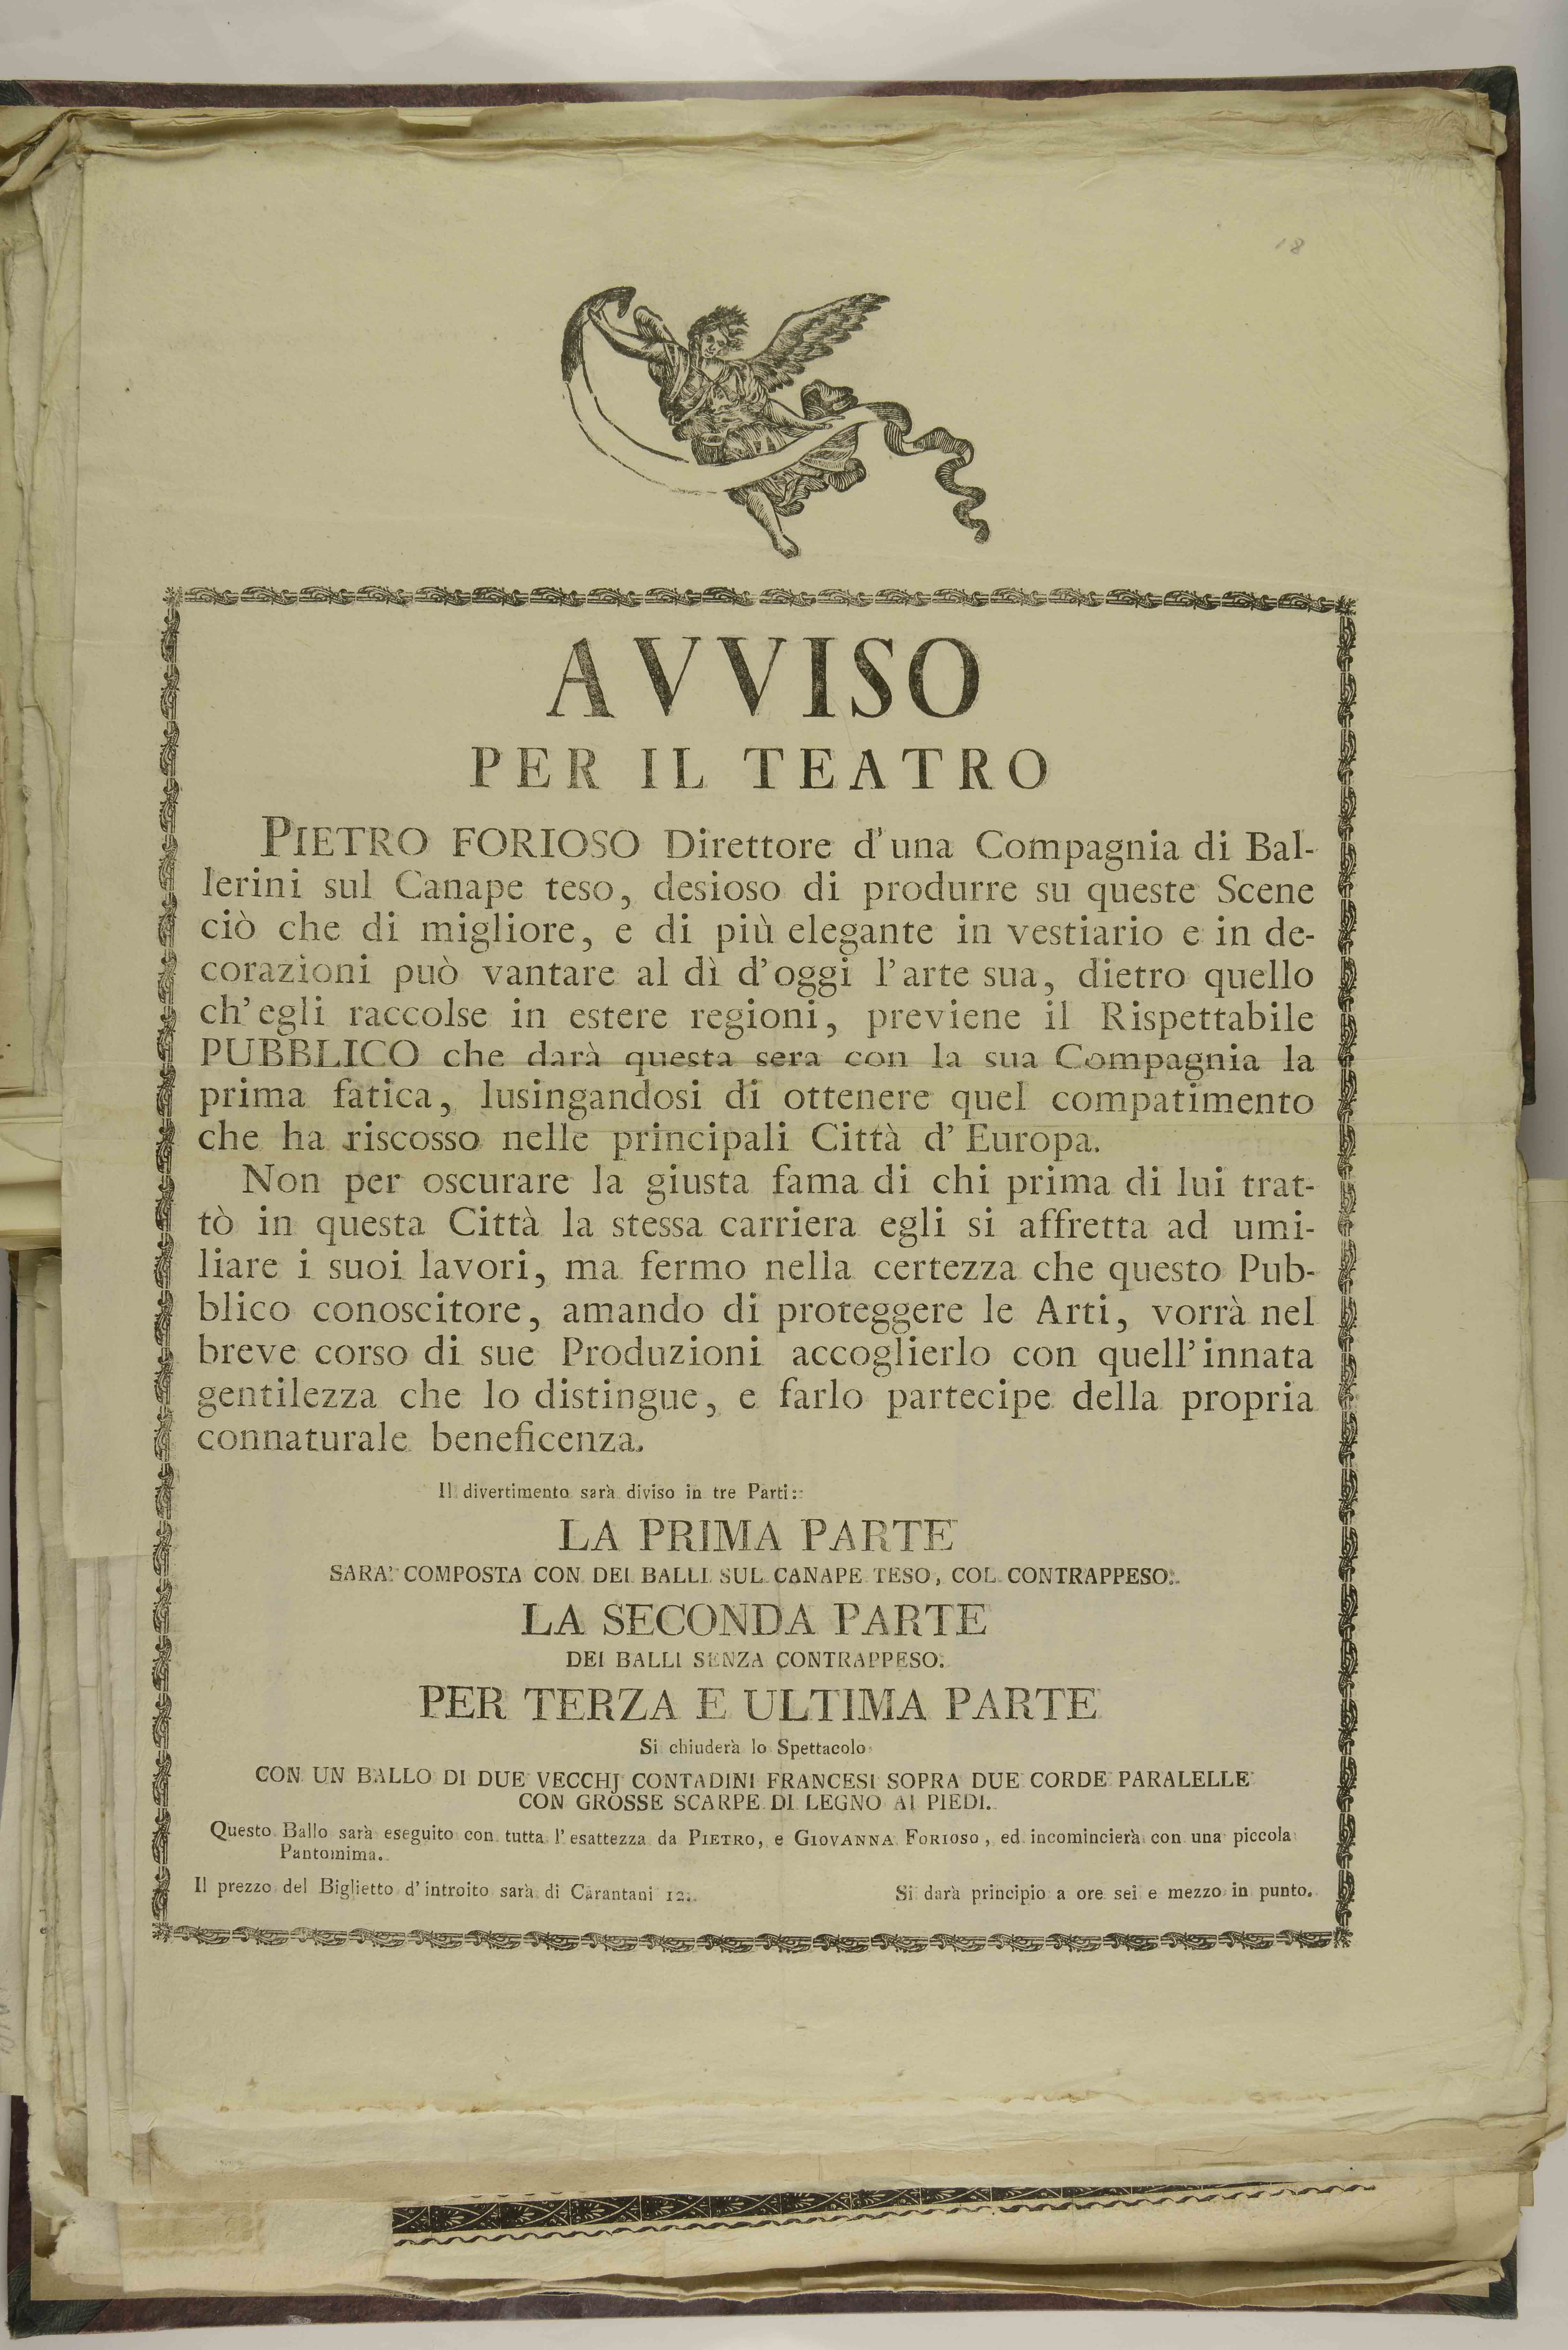 18
AVVISO
PER IL TEATRO
PIETRO FORIOSO Direttore d'una Compagnia di Bal-
lerini sul Canape teso, desioso di produrre su queste Scene
ciò che di migliore, e di più elegante in vestiario e in de-
corazioni può vantare al dì d'oggi l'arte sua, dietro quello
ch'egli raccolse in estere regioni, previene il Rispettabile
PUBBLICO che darà questa sera con la sua Compagnia la
prima fatica, lusingandosi di ottenere quel compatimento
che ha riscosso nelle principali Città d'Europa.
Non per oscurare la giusta fama di chi prima di lui trat-
tò in questa Città la stessa carriera egli si affretta ad umi-
liare i suoi lavori, ma fermo nella certezza che questo Pub-
blico conoscitore, amando di proteggere le Arti, vorrà nel
breve corso di sue Produzioni accoglierlo con quell'innata
gentilezza che lo distingue, e farlo partecipe della propria
connaturale beneficenza.
Il divertimento sarà diviso in tre Parti:
LA PRIMA PARTE
SARA' COMPOSTA CON DEI BALLI SUL CANAPE TESO, COL CONTRAPPESO.
LA SECONDA PARTE
DEI BALLI SENZA CONTRAPPESO.
PER TERZA E ULTIMA PARTE
Si chiuderà lo Spettacolo
CON UN BALLO DI DUE VECCHJ CONTADINI FRANCESI SOPRA DUE CORDE PARALELLE
CON GROSSE SCARPE DI LEGNO AI PIEDI.
Questo Ballo sarà eseguito con tutta l'esattezza da PIETRO, e GIOVANNA FORIOSO, ed incomincierà con una piccola
Pantomima.
Il prezzo del Biglietto d'introito sarà di Carantani 12. Si darà principio a ore sei e mezzo in punto.